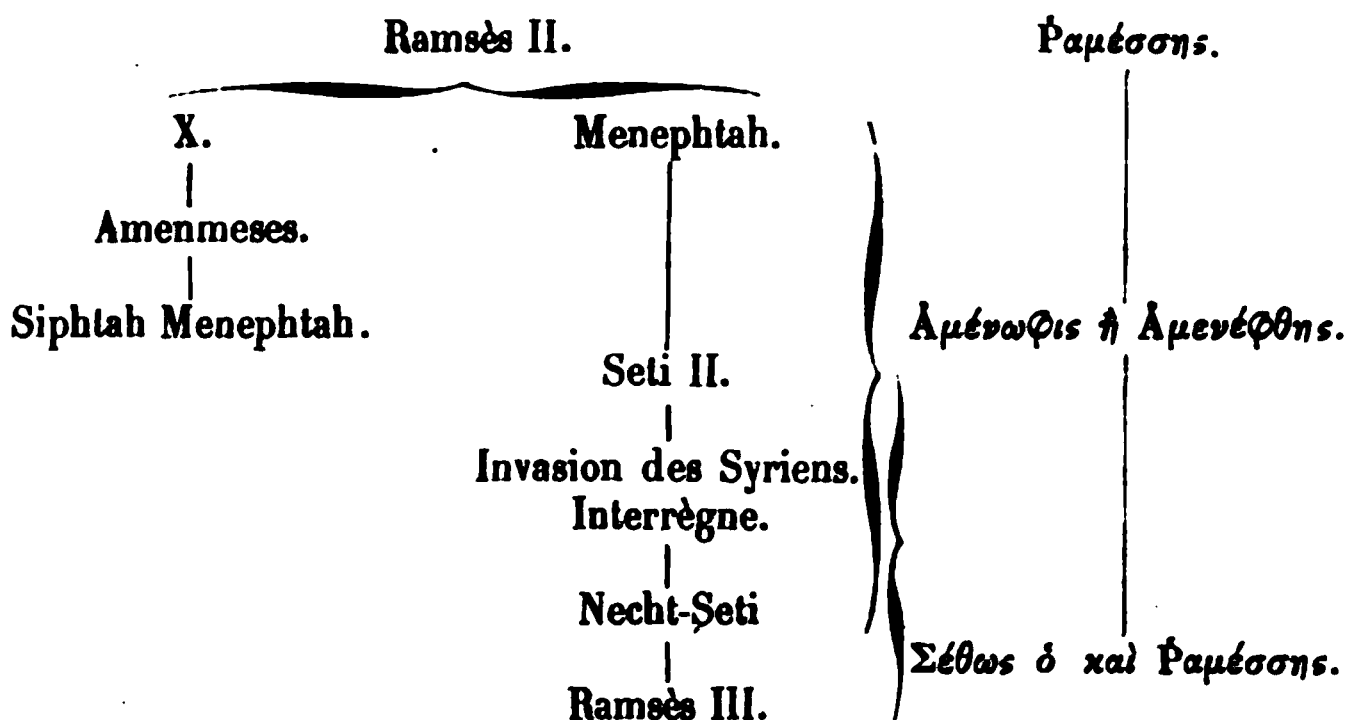 Ramsès II. Ῥαμέσσης.
X. Menephtah.
Amenmeses.
Siphtah Menephtah. Ἀμένωφις ἢ Ἀμενέφθης.
Seti II.
Invasion des Syriens.
Interrègne.
Necht-Seti
Σέθως ὁ καὶ Ῥαμέσσης.
Ramsès III.